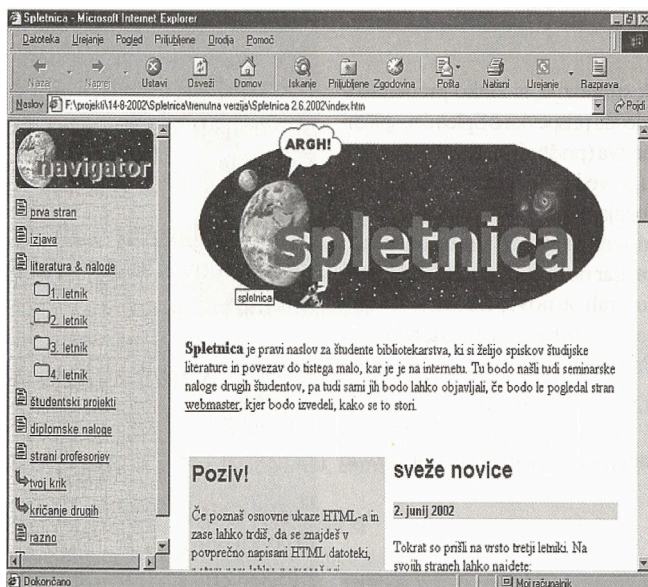 Spletnica - Microsoft Internet Explorer
Datoteka Urejanje Pogled Priljubljene Orodja Pomoč
Nazaj Naprej Ustavi Osveži Domov Iskanje Priljubljene Zgodovina Pošta Natisni Urejanje Razprava
Naslov F:\projekti\14-8-2002\Spletnica\trenutna verzija\Spletnica 2.6.2002\index.htm Pojdi
navigator
prva stran
izjava
literatura & naloge
1. letnik
2. letnik
3. letnik
4. letnik
študentski projekti
diplomske naloge
strani profesorjev
tvoj krik
kričanje drugih
razno
ARGH!
spletnica
spletnica
Spletnica je pravi naslov za študente bibliotekarstva, ki si želijo spiskov študijske
literature in povezav do tistega malo, kar je je na internetu. Tu bodo našli tudi seminarske
naloge drugih študentov, pa tudi sami jih bodo lahko objavljali, če bodo le pogledal stran
webmaster, kjer bodo izvedeli, kako se to stori.
Poziv!
Če poznaš osnovne ukaze HTML-a in
zase lahko trdiš, da se znajdeš v
povprečno napisani HTML datoteki,
sveže novice
2. junij 2002
Tokrat so prišli na vrsto tretji letniki. Na
svojih straneh lahko najdete:
Dokončano
Moj računalnik